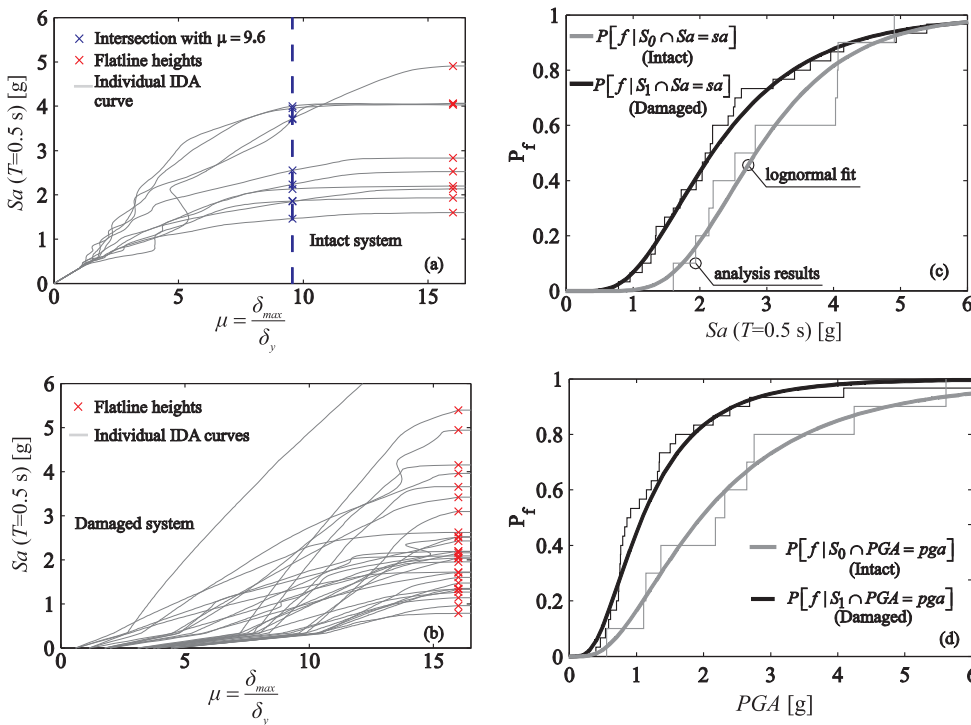 6
5
4
3
2
1
0
Sa (T=0.5 s) [g]
Intersection with μ = 9.6
Flatline heights
Individual IDA
curve
Intact system
(a)
0 5 10 15
μ = δmax / δy
6
5
4
3
2
1
0
Sa (T=0.5 s) [g]
Flatline heights
Individual IDA curves
Damaged system
(b)
0 5 10 15
μ = δmax / δy
1
0.8
0.6
0.4
0.2
0
Pf
P[f | S0 ∩ Sa = sa]
(Intact)
P[f | S1 ∩ Sa = sa]
(Damaged)
lognormal fit
analysis results
(c)
0 1 2 3 4 5 6
Sa (T=0.5 s) [g]
1
0.8
0.6
0.4
0.2
0
Pf
P[f | S0 ∩ PGA = pga]
(Intact)
P[f | S1 ∩ PGA = pga]
(Damaged)
(d)
0 1 2 3 4 5 6
PGA [g]